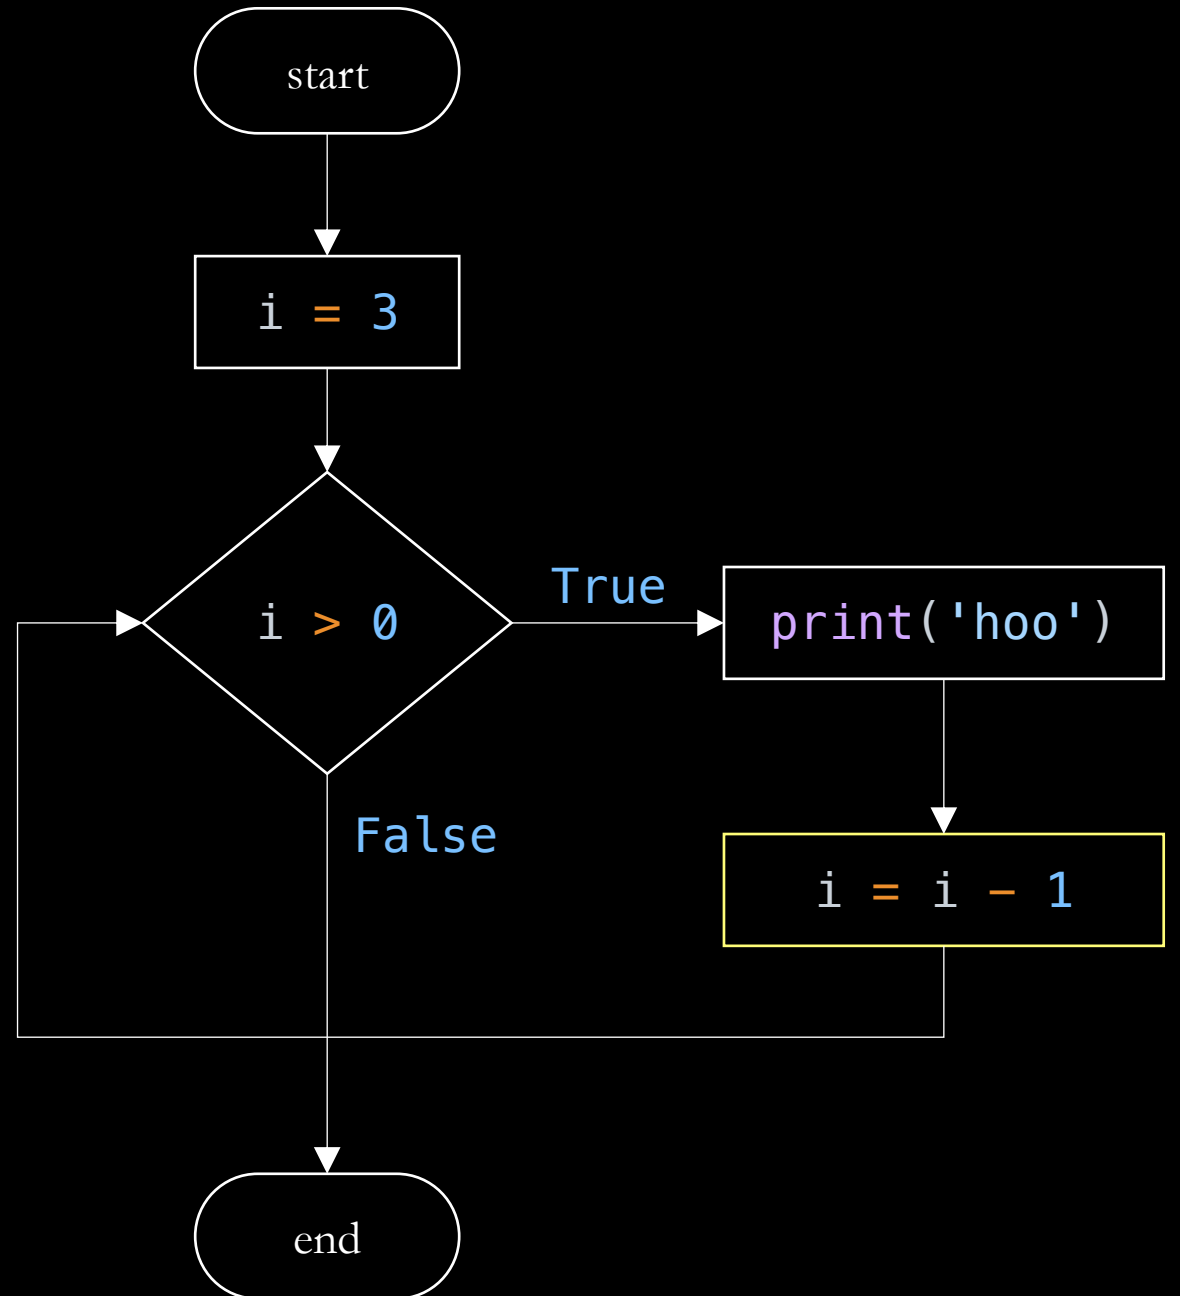 start
i = 3
i > 0
True
print('hoo')
False
i = i − 1
end